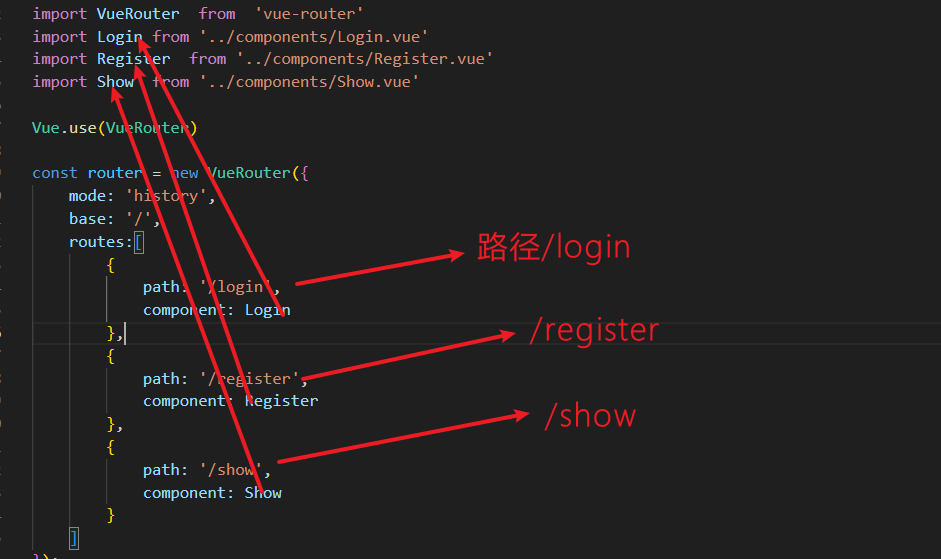 import VueRouter  from  'vue-router'
import Login from '../components/Login.vue'
import Register  from '../components/Register.vue'
import Show  from '../components/Show.vue'
Vue.use(VueRouter)
const router = new VueRouter({
mode: 'history',
base: '/',
routes:[
{
path: '/login',
component: Login
},
{
path: '/register',
component: Register
},
{
path: '/show',
component: Show
}
]
});
路径/login
/register
/show